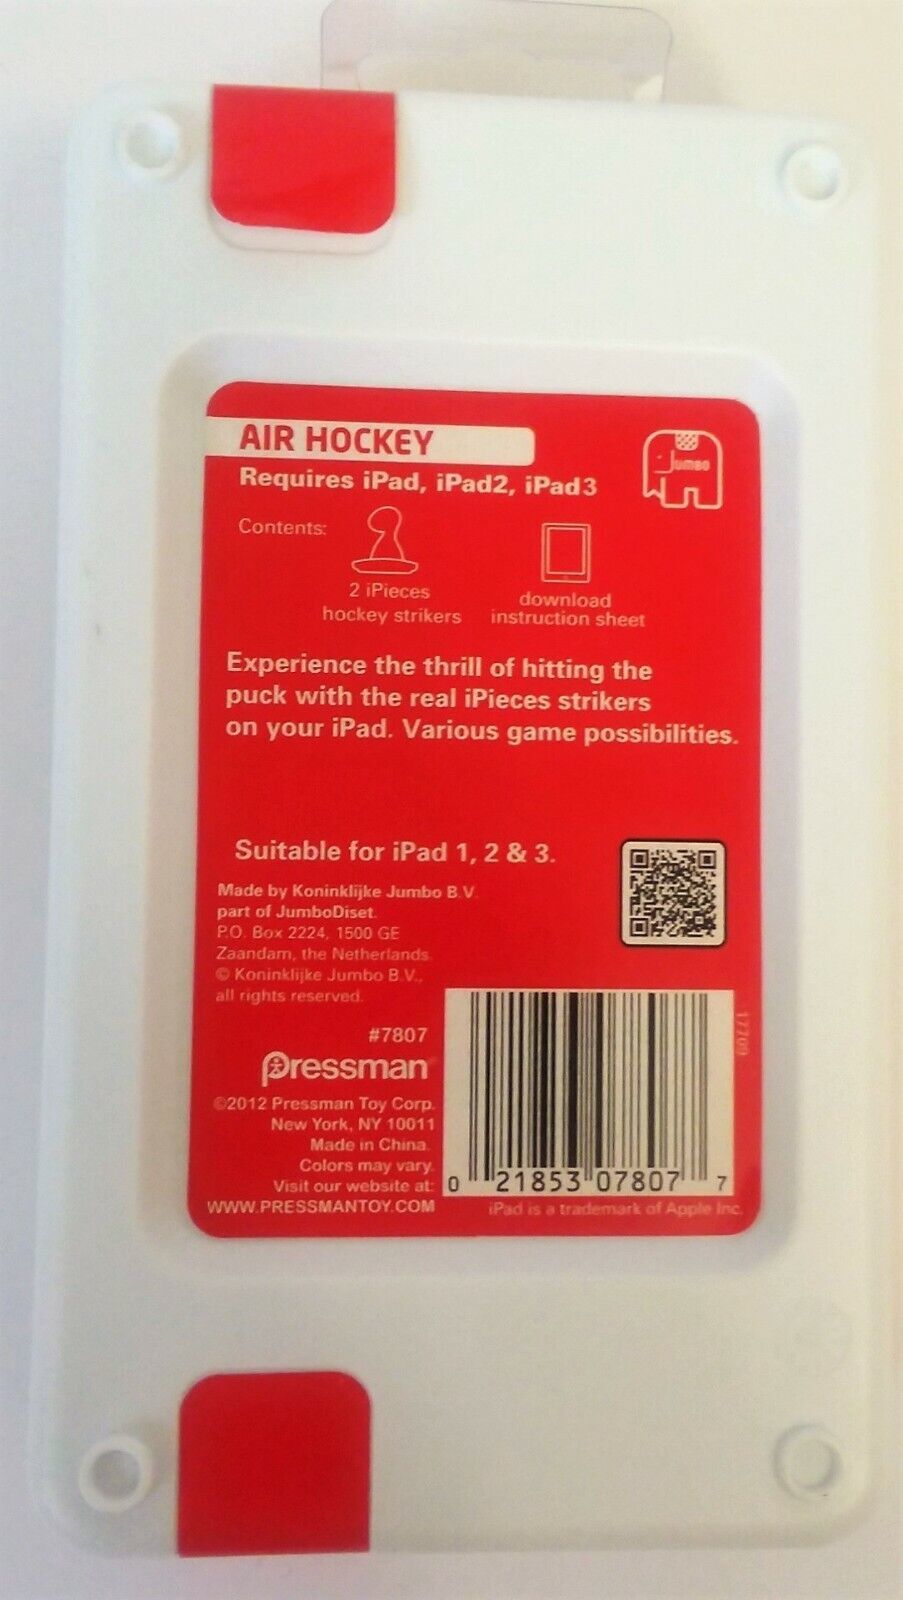 AIR HOCKEY
Requires iPad, iPad2, iPad3
Jumbo
Contents:
2 iPieces
hockey strikers
download
instruction sheet
Experience the thrill of hitting the
puck with the real iPieces strikers
on your iPad. Various game possibilities.
Suitable for iPad 1, 2 & 3.
Made by Koninklijke Jumbo B.V.
part of JumboDiset.
P.O. Box 2224, 1500 GE
Zaandam, the Netherlands.
© Koninklijke Jumbo B.V.,
all rights reserved.
#7807
Pressman
©2012 Pressman Toy Corp.
New York, NY 10011
Made in China.
Colors may vary.
Visit our website at:
WWW.PRESSMANTOY.COM
17709
0 21853 07807 7
iPad is a trademark of Apple Inc.